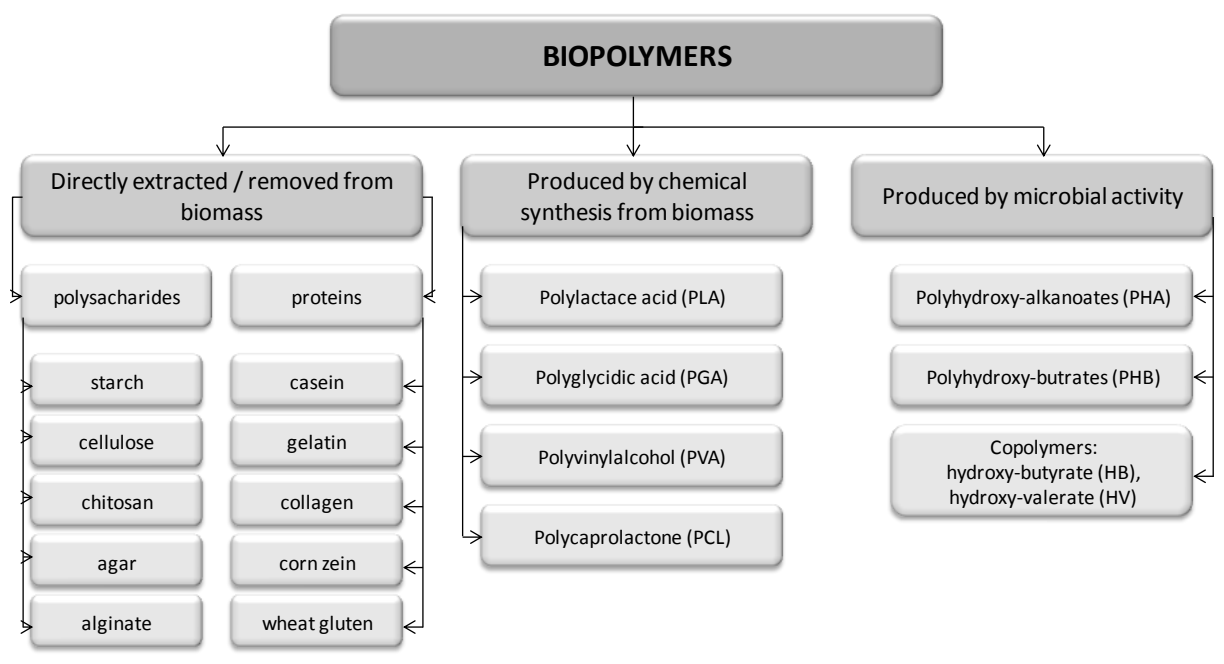 BIOPOLYMERS
Directly extracted / removed from
biomass
Produced by chemical
synthesis from biomass
Produced by microbial activity
polysacharides
proteins
starch
cellulose
chitosan
agar
alginate
casein
gelatin
collagen
corn zein
wheat gluten
Polylactace acid (PLA)
Polyglycidic acid (PGA)
Polyvinylalcohol (PVA)
Polycaprolactone (PCL)
Polyhydroxy-alkanoates (PHA)
Polyhydroxy-butrates (PHB)
Copolymers:
hydroxy-butyrate (HB),
hydroxy-valerate (HV)